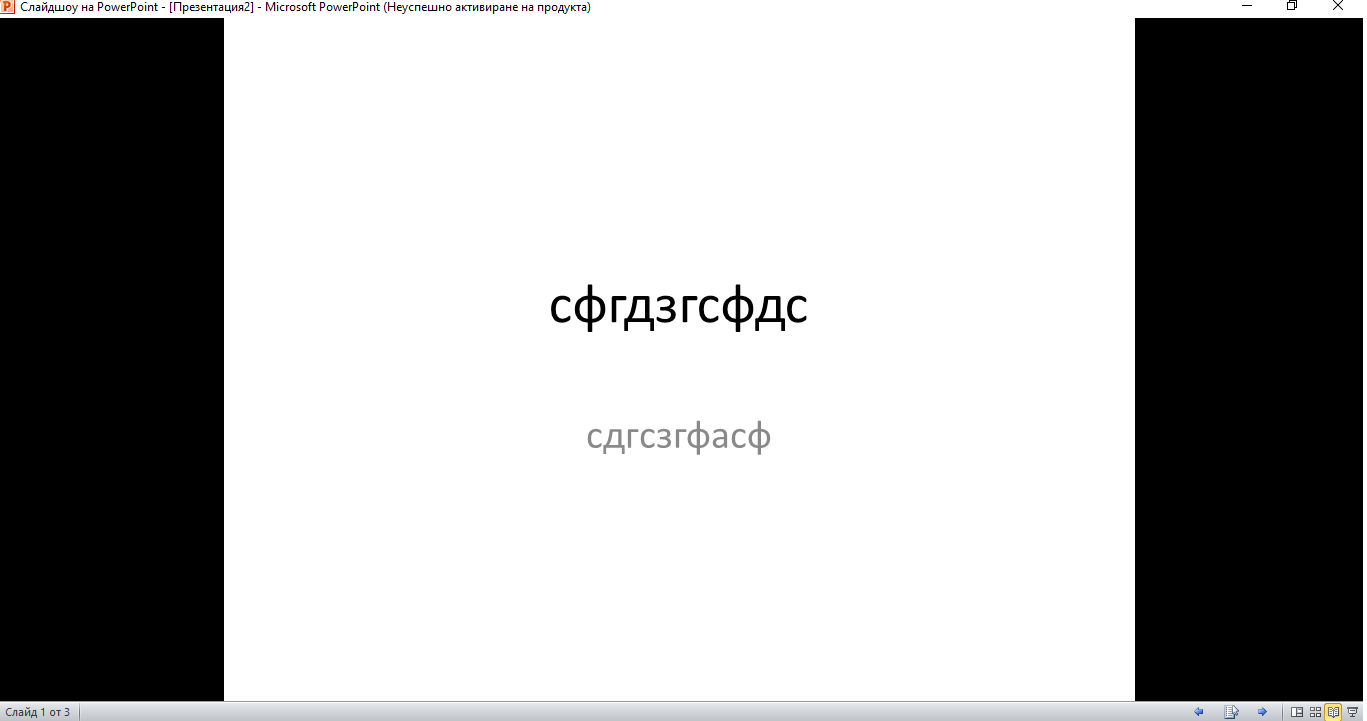 Слайдшоу на PowerPoint - [Презентация2] - Microsoft PowerPoint (Неуспешно активиране на продукта)
сфгдзгсфдс
сдгсзгфасф
Слайд 1 от 3